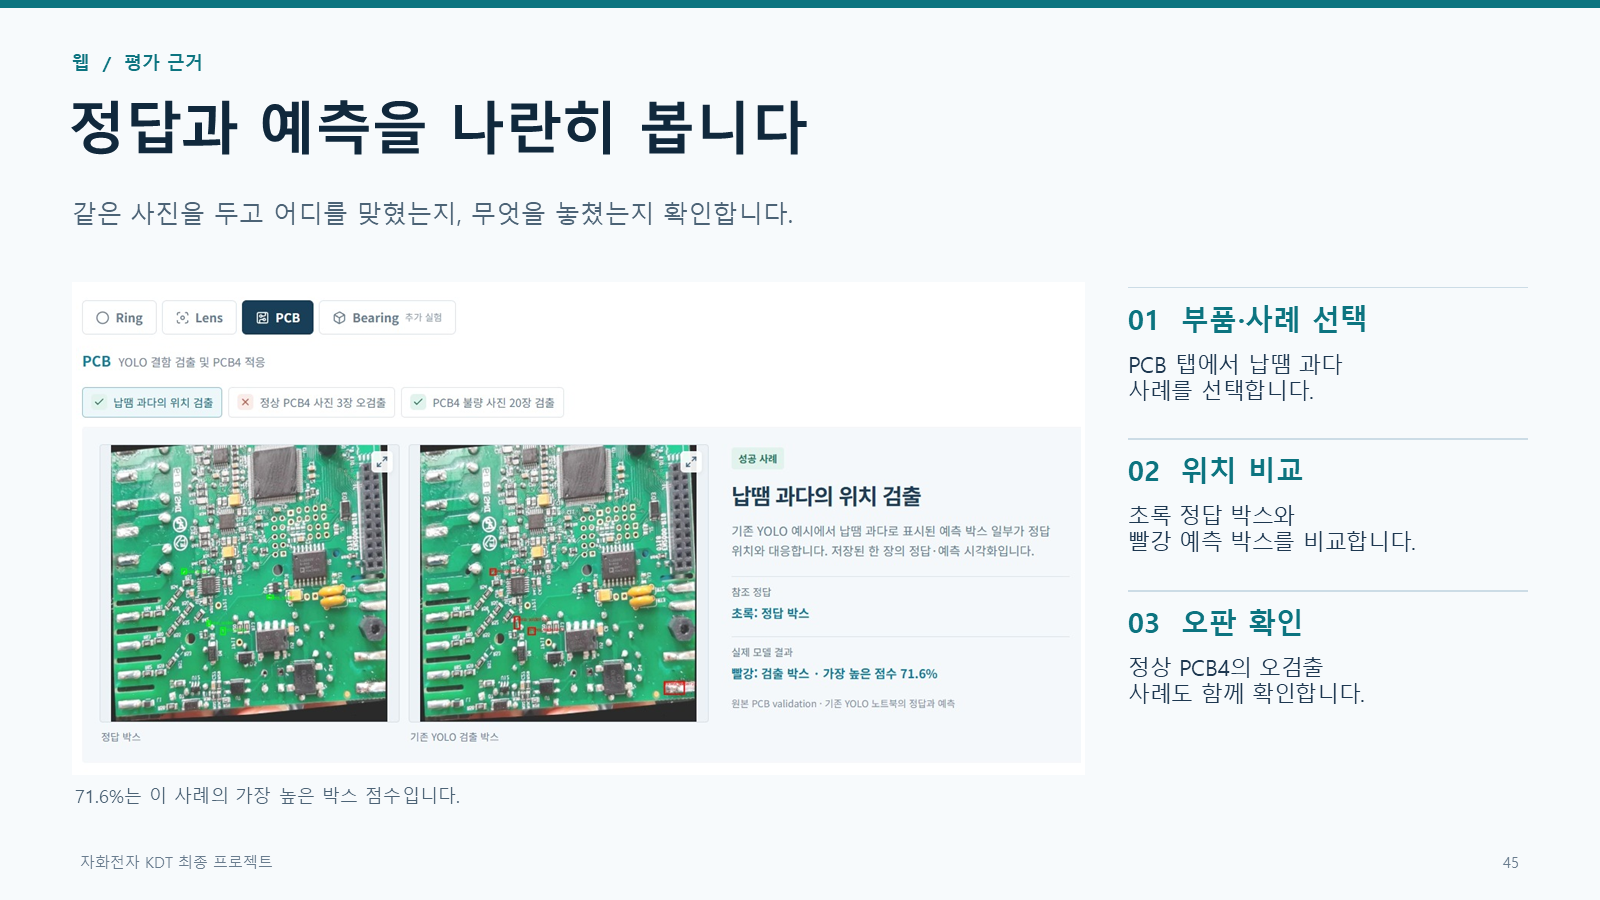 웹 / 평가 근거
정답과 예측을 나란히 봅니다
같은 사진을 두고 어디를 맞혔는지, 무엇을 놓쳤는지 확인합니다.
Ring
Lens
PCB
Bearing 추가 실험
PCB YOLO 결함 검출 및 PCB4 적응
납땜 과다의 위치 검출
정상 PCB4 사진 3장 오검출
PCB4 불량 사진 20장 검출
정답 박스
기존 YOLO 검출 박스
성공 사례
납땜 과다의 위치 검출
기존 YOLO 예시에서 납땜 과다로 표시된 예측 박스 일부가 정답
위치와 대응합니다. 저장된 한 장의 정답·예측 시각화입니다.
참조 정답
초록: 정답 박스
실제 모델 결과
빨강: 검출 박스 · 가장 높은 점수 71.6%
원본 PCB validation · 기존 YOLO 노트북의 정답과 예측
71.6%는 이 사례의 가장 높은 박스 점수입니다.
01 부품·사례 선택
PCB 탭에서 납땜 과다
사례를 선택합니다.
02 위치 비교
초록 정답 박스와
빨강 예측 박스를 비교합니다.
03 오판 확인
정상 PCB4의 오검출
사례도 함께 확인합니다.
자화전자 KDT 최종 프로젝트
45